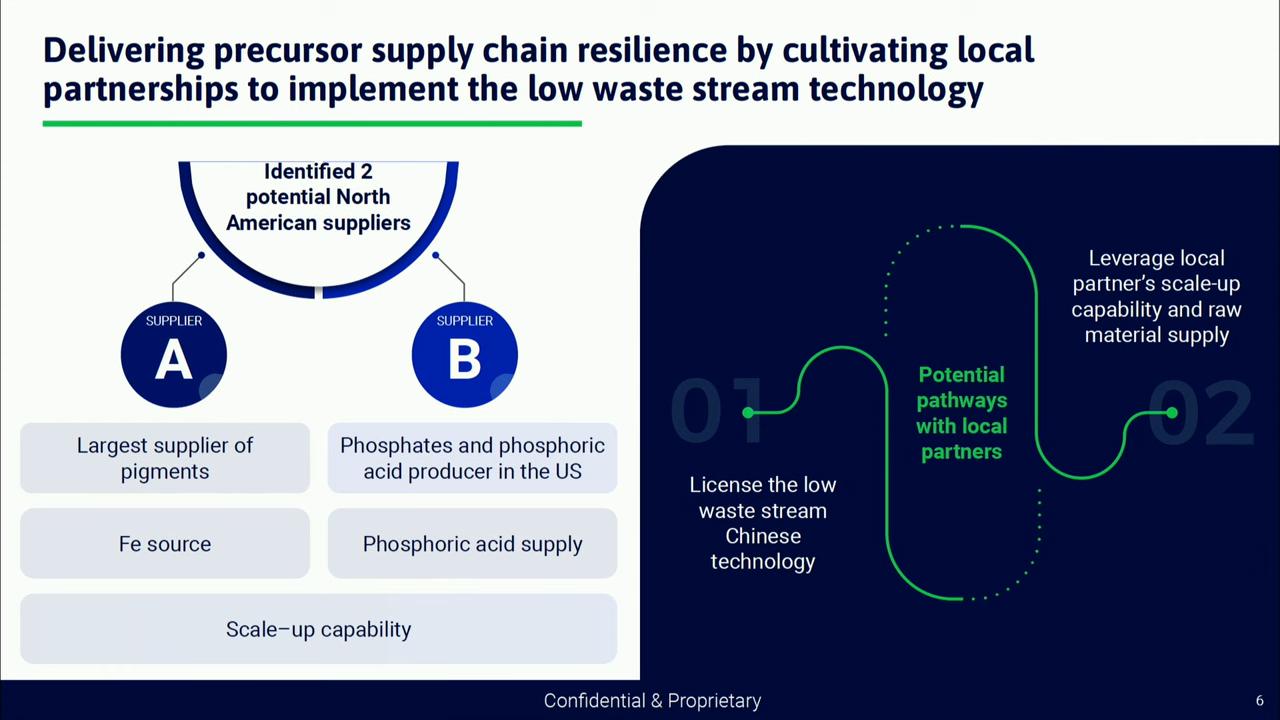 Delivering precursor supply chain resilience by cultivating local
partnerships to implement the low waste stream technology
Identified 2
potential North
American suppliers
SUPPLIER
A
SUPPLIER
B
Largest supplier of
pigments
Phosphates and phosphoric
acid producer in the US
Fe source
Phosphoric acid supply
Scale–up capability
01
License the low
waste stream
Chinese
technology
Potential
pathways
with local
partners
Leverage local
partner's scale-up
capability and raw
material supply
02
Confidential & Proprietary
6